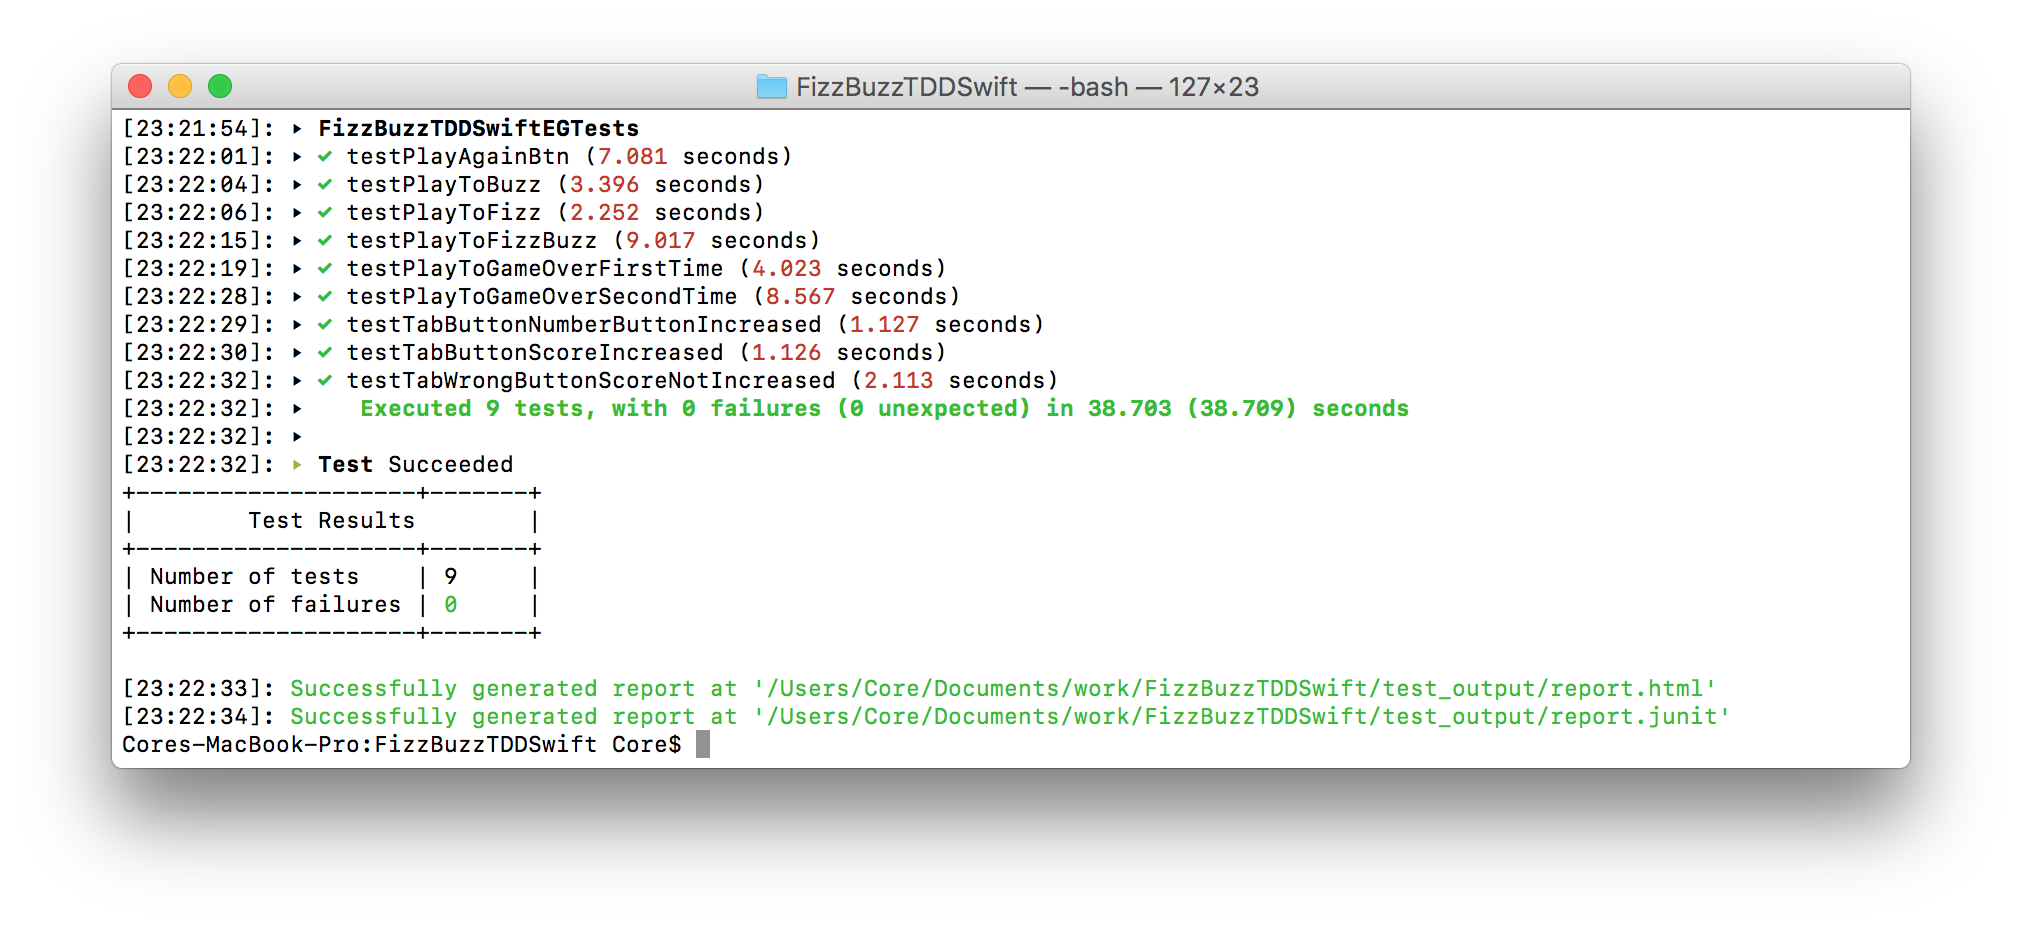 FizzBuzzTDDSwift — -bash — 127×23
[23:21:54]: ▸ FizzBuzzTDDSwiftEGTests
[23:22:01]: ▸ ✓ testPlayAgainBtn (7.081 seconds)
[23:22:04]: ▸ ✓ testPlayToBuzz (3.396 seconds)
[23:22:06]: ▸ ✓ testPlayToFizz (2.252 seconds)
[23:22:15]: ▸ ✓ testPlayToFizzBuzz (9.017 seconds)
[23:22:19]: ▸ ✓ testPlayToGameOverFirstTime (4.023 seconds)
[23:22:28]: ▸ ✓ testPlayToGameOverSecondTime (8.567 seconds)
[23:22:29]: ▸ ✓ testTabButtonNumberButtonIncreased (1.127 seconds)
[23:22:30]: ▸ ✓ testTabButtonScoreIncreased (1.126 seconds)
[23:22:32]: ▸ ✓ testTabWrongButtonScoreNotIncreased (2.113 seconds)
[23:22:32]: ▸    Executed 9 tests, with 0 failures (0 unexpected) in 38.703 (38.709) seconds
[23:22:32]: ▸
[23:22:32]: ▸ Test Succeeded
+--------------------+-------+
|        Test Results        |
+--------------------+-------+
| Number of tests    | 9     |
| Number of failures | 0     |
+--------------------+-------+
[23:22:33]: Successfully generated report at '/Users/Core/Documents/work/FizzBuzzTDDSwift/test_output/report.html'
[23:22:34]: Successfully generated report at '/Users/Core/Documents/work/FizzBuzzTDDSwift/test_output/report.junit'
Cores-MacBook-Pro:FizzBuzzTDDSwift Core$